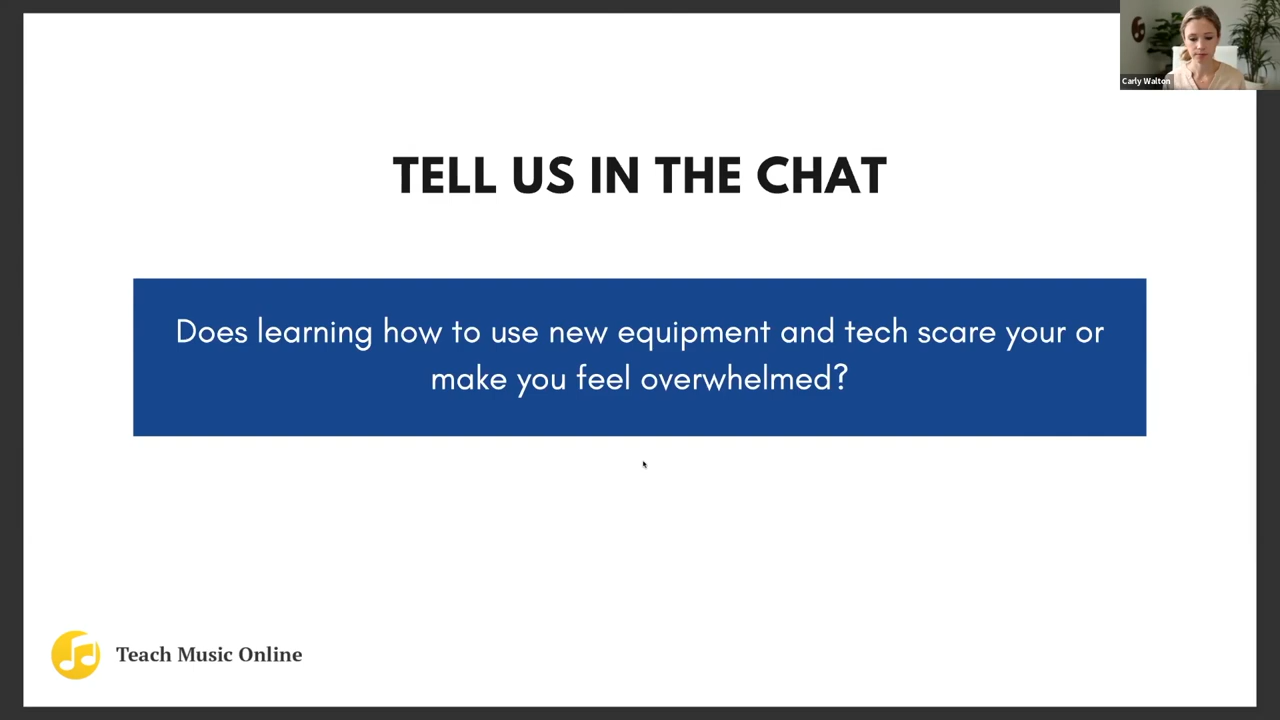 Carly Walton
TELL US IN THE CHAT
Does learning how to use new equipment and tech scare your or
make you feel overwhelmed?
Teach Music Online